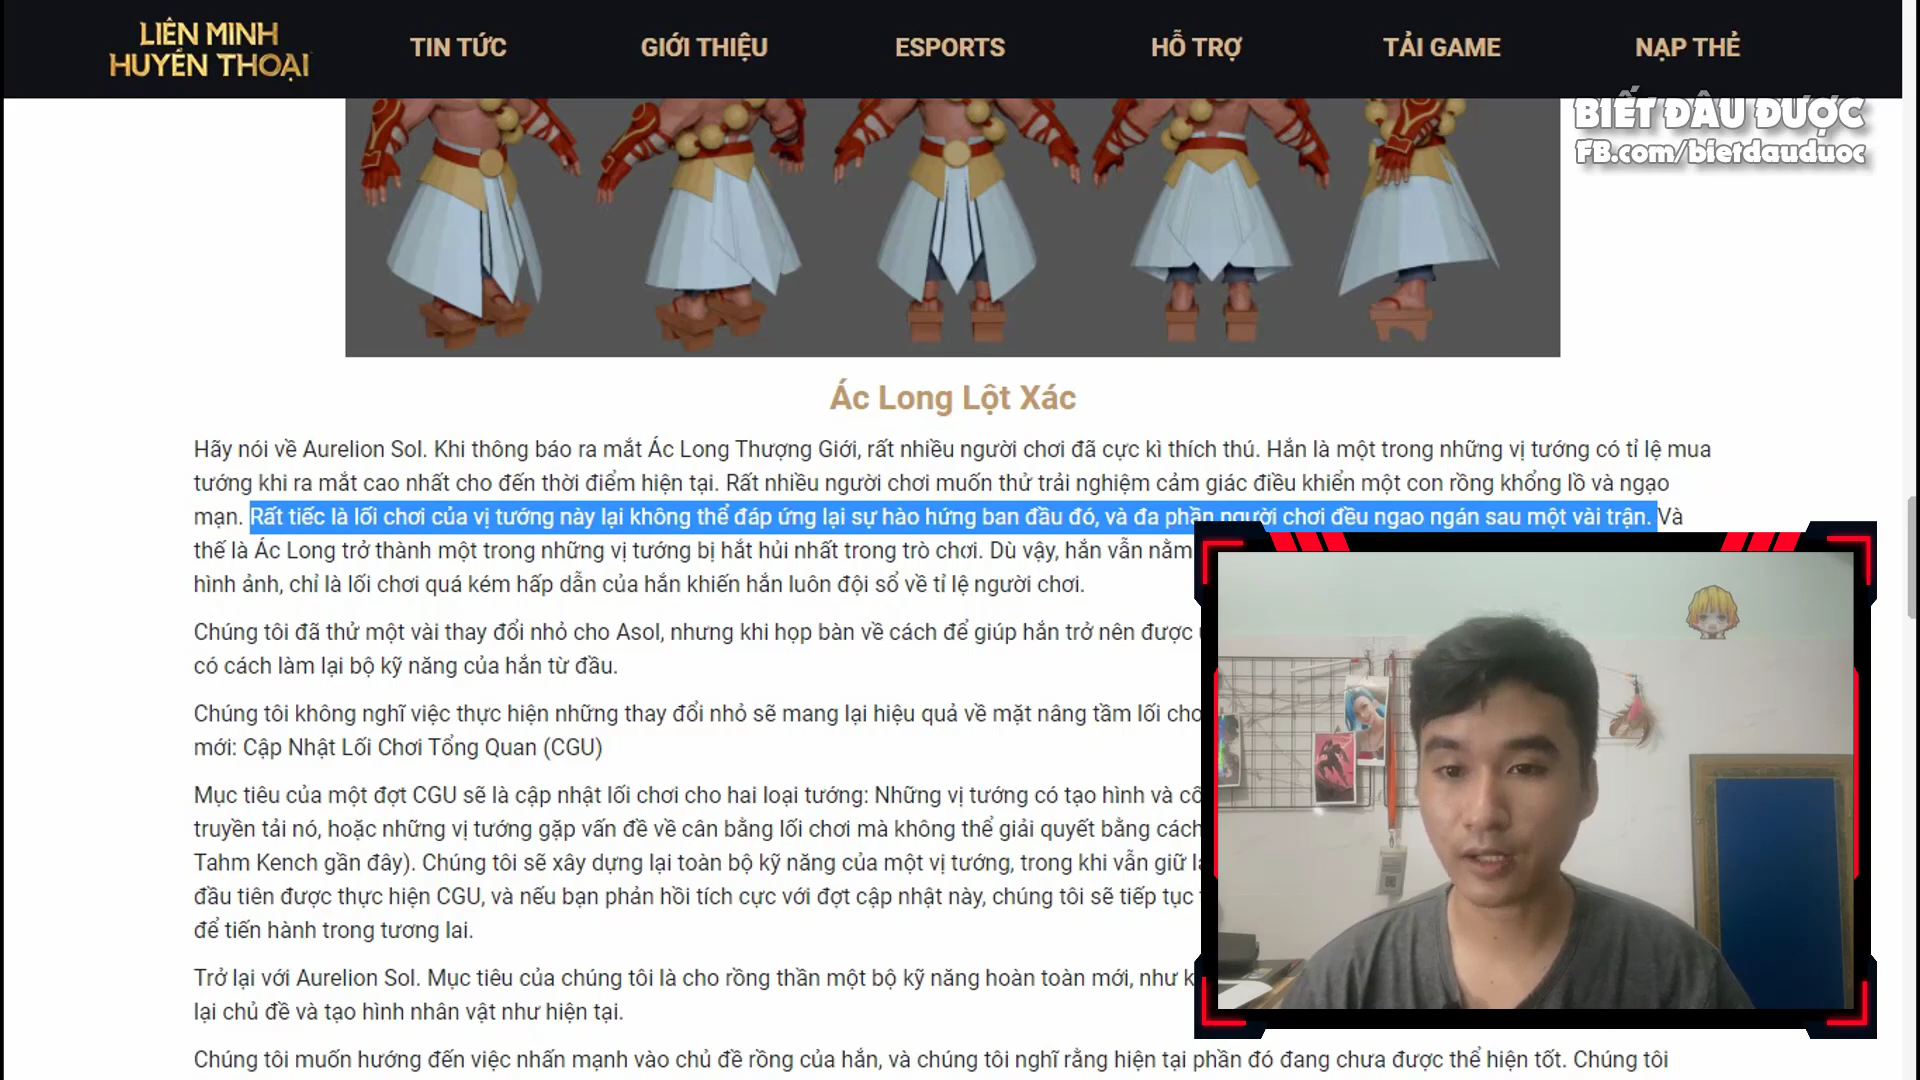 LIÊN MINH
HUYỀN THOẠI
TIN TỨC
GIỚI THIỆU
ESPORTS
HỖ TRỢ
TẢI GAME
NẠP THẺ
BIẾT ĐÂU ĐƯỢC
FB.com/bietdauduoc
Ác Long Lột Xác
Hãy nói về Aurelion Sol. Khi thông báo ra mắt Ác Long Thượng Giới, rất nhiều người chơi đã cực kì thích thú. Hắn là một trong những vị tướng có tỉ lệ mua
tướng khi ra mắt cao nhất cho đến thời điểm hiện tại. Rất nhiều người chơi muốn thử trải nghiệm cảm giác điều khiển một con rồng khổng lồ và ngạo
mạn. Rất tiếc là lối chơi của vị tướng này lại không thể đáp ứng lại sự hào hứng ban đầu đó, và đa phần người chơi đều ngao ngán sau một vài trận. Và
thế là Ác Long trở thành một trong những vị tướng bị hắt hủi nhất trong trò chơi. Dù vậy, hắn vẫn nằm
hình ảnh, chỉ là lối chơi quá kém hấp dẫn của hắn khiến hắn luôn đội sổ về tỉ lệ người chơi.
Chúng tôi đã thử một vài thay đổi nhỏ cho Asol, nhưng khi họp bàn về cách để giúp hắn trở nên được
có cách làm lại bộ kỹ năng của hắn từ đầu.
Chúng tôi không nghĩ việc thực hiện những thay đổi nhỏ sẽ mang lại hiệu quả về mặt nâng tầm lối
mới: Cập Nhật Lối Chơi Tổng Quan (CGU)
Mục tiêu của một đợt CGU sẽ là cập nhật lối chơi cho hai loại tướng: Những vị tướng có tạo hình và
truyền tải nó, hoặc những vị tướng gặp vấn đề về cân bằng lối chơi mà không thể giải quyết bằng cách
Tahm Kench gần đây). Chúng tôi sẽ xây dựng lại toàn bộ kỹ năng của một vị tướng, trong khi vẫn giữ
đầu tiên được thực hiện CGU, và nếu bạn phản hồi tích cực với đợt cập nhật này, chúng tôi sẽ tiếp tục
để tiến hành trong tương lai.
Trở lại với Aurelion Sol. Mục tiêu của chúng tôi là cho rồng thần một bộ kỹ năng hoàn toàn mới, như
lại chủ đề và tạo hình nhân vật như hiện tại.
Chúng tôi muốn hướng đến việc nhấn mạnh vào chủ đề rồng của hắn, và chúng tôi nghĩ rằng hiện tại phần đó đang chưa được thể hiện tốt. Chúng tôi